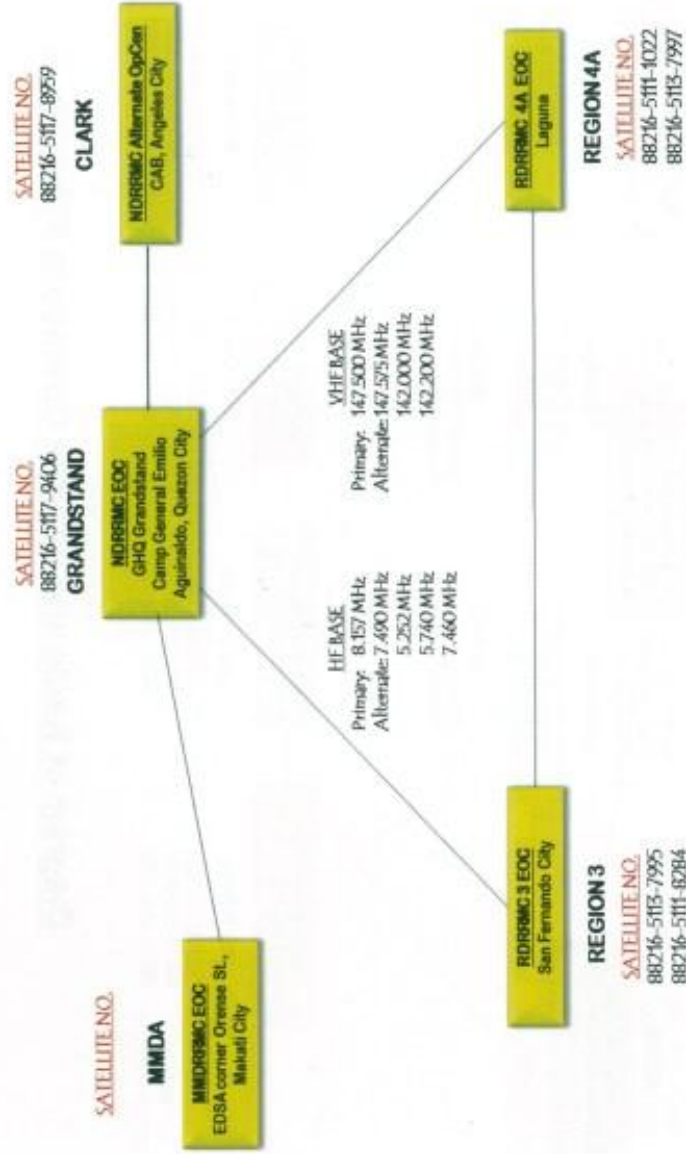 SATELLITE NO.
MMDA
MMDRRMC EOC
EDSA corner Orense St.,
Makati City
SATELLITE NO.
88216-5117-9406
GRANDSTAND
NDRRMC EOC
GHQ Grandstand
Camp General Emilio
Aguinaldo, Quezon City
SATELLITE NO.
88216-5117-8959
CLARK
NDRRMC Alternate OpCen
CAB, Angeles City
HF BASE
Primary: 8.157 MHz
Alternate: 7.490 MHz
5.252 MHz
5.740 MHz
7.460 MHz
VHF BASE
Primary: 147.500 MHz
Alternate: 147.575 MHz
142.000 MHz
142.200 MHz
RDRRMC 3 EOC
San Fernando City
REGION 3
SATELLITE NO.
88216-5113-7995
88216-5111-8284
RDRRMC 4A EOC
Laguna
REGION 4A
SATELLITE NO.
88216-5111-1022
88216-5113-7997